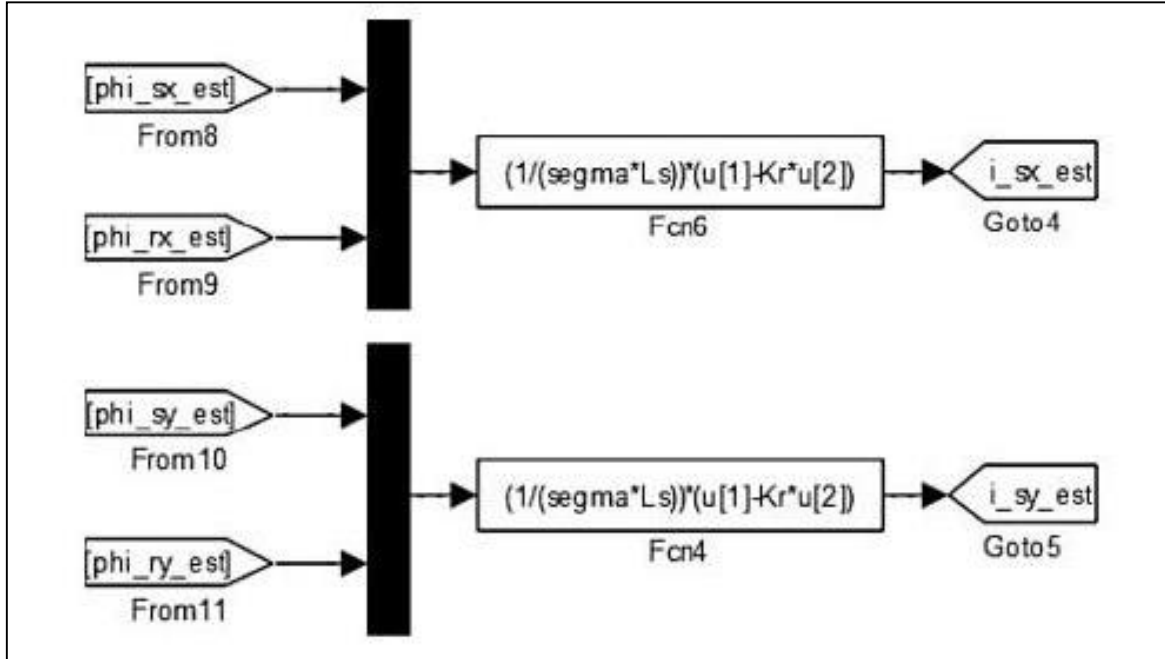 [phi_sx_est]
From8
[phi_rx_est]
From9
(1/(segma*Ls))*(u[1]-Kr*u[2])
Fcn6
i_sx_est
Goto4
[phi_sy_est]
From10
[phi_ry_est]
From11
(1/(segma*Ls))*(u[1]-Kr*u[2])
Fcn4
i_sy_est
Goto5